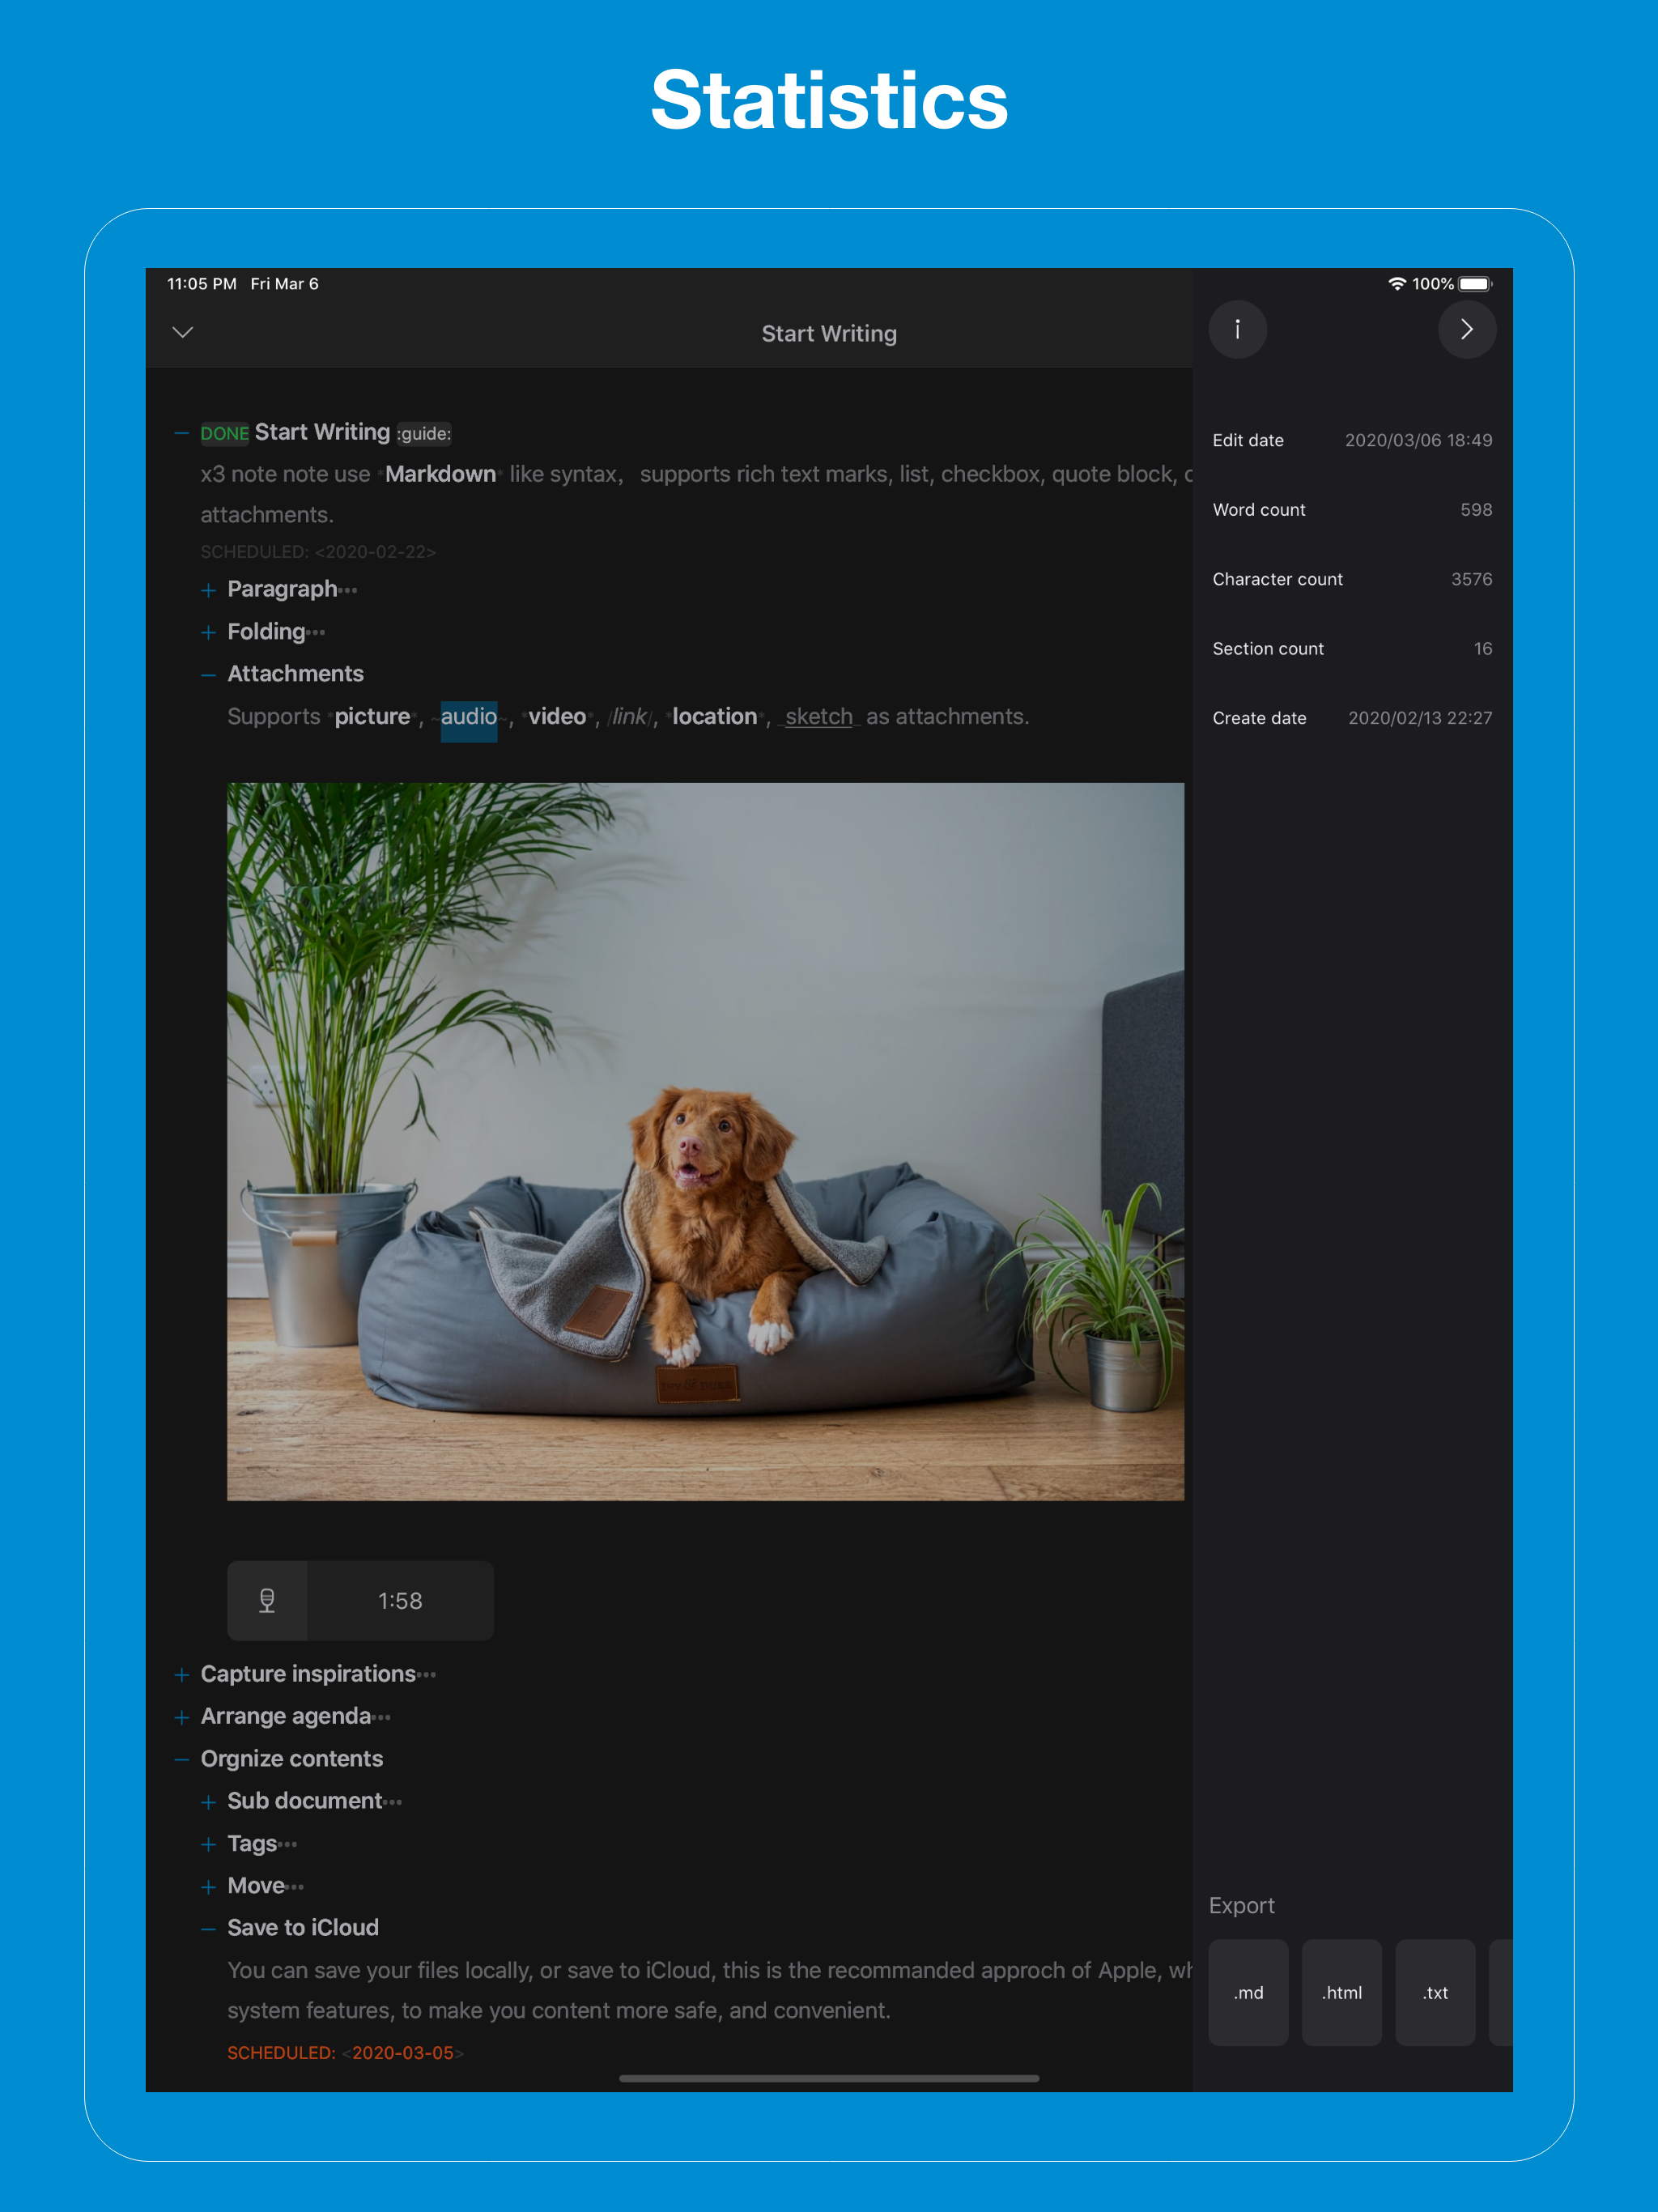 Statistics
11:05 PM Fri Mar 6
100%
Start Writing
DONE Start Writing :guide:
x3 note note use *Markdown* like syntax， supports rich text marks, list, checkbox, quote block, c
attachments.
SCHEDULED: <2020-02-22>
+ Paragraph•••
+ Folding•••
− Attachments
Supports *picture*, ~audio~, *video*, /link/, *location*, _sketch_ as attachments.
1:58
+ Capture inspirations•••
+ Arrange agenda•••
− Orgnize contents
+ Sub document•••
+ Tags•••
+ Move•••
− Save to iCloud
You can save your files locally, or save to iCloud, this is the recommanded approch of Apple, wh
system features, to make you content more safe, and convenient.
SCHEDULED: <2020-03-05>
i
Edit date 2020/03/06 18:49
Word count 598
Character count 3576
Section count 16
Create date 2020/02/13 22:27
Export
.md .html .txt